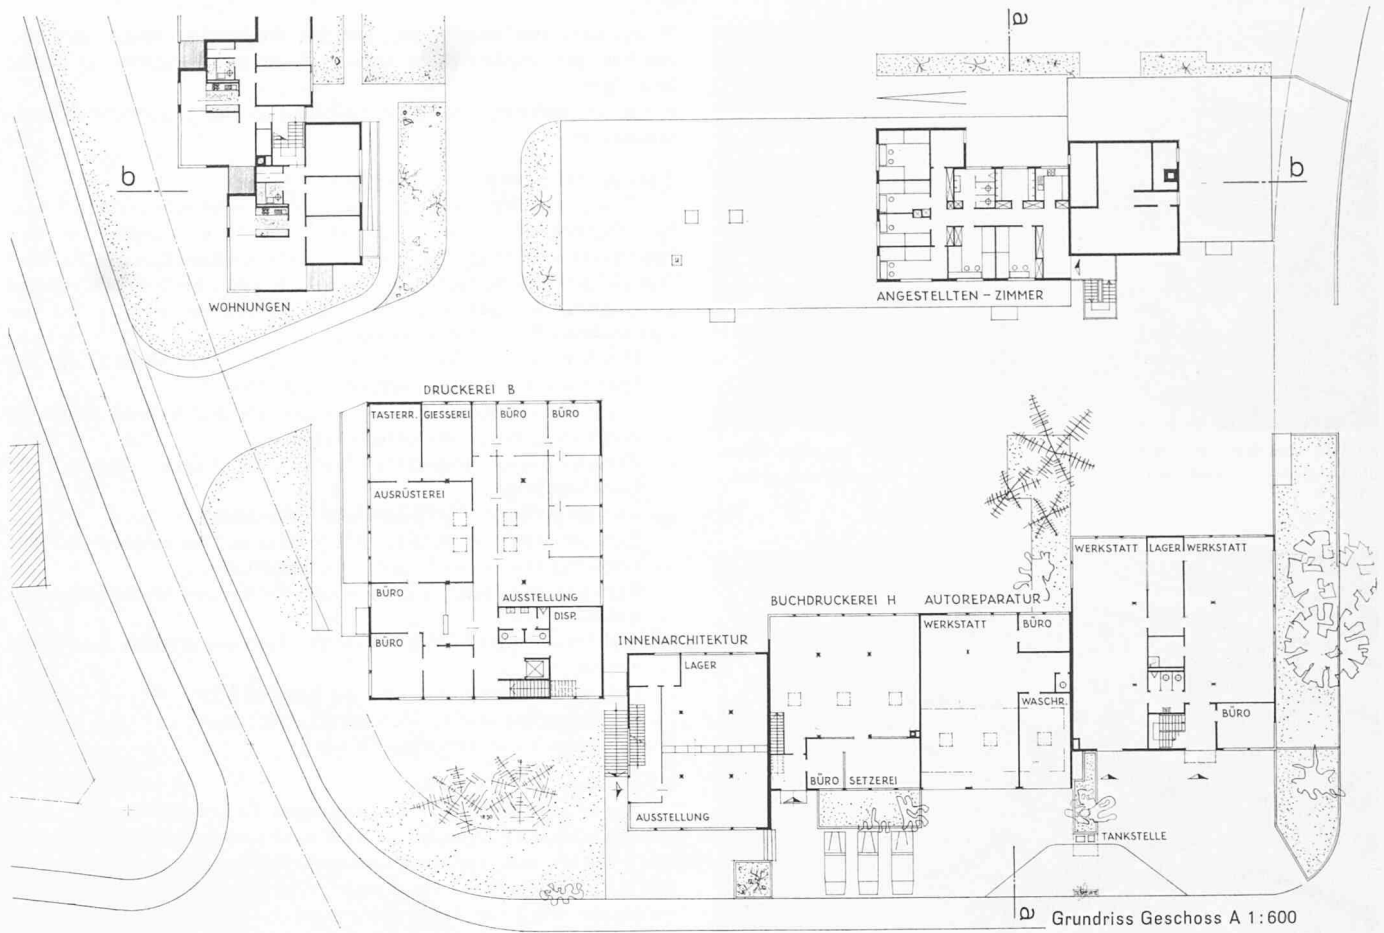 a
b
b
WOHNUNGEN
ANGESTELLTEN – ZIMMER
DRUCKEREI B
TASTERR. GIESSEREI BÜRO BÜRO
AUSRÜSTEREI
BÜRO
AUSSTELLUNG
DISP.
BÜRO
INNENARCHITEKTUR
LAGER
AUSSTELLUNG
BUCHDRUCKEREI H
BÜRO SETZEREI
AUTOREPARATUR
WERKSTATT BÜRO
WASCHR.
WERKSTATT LAGER WERKSTATT
BÜRO
TANKSTELLE
a
Grundriss Geschoss A 1:600